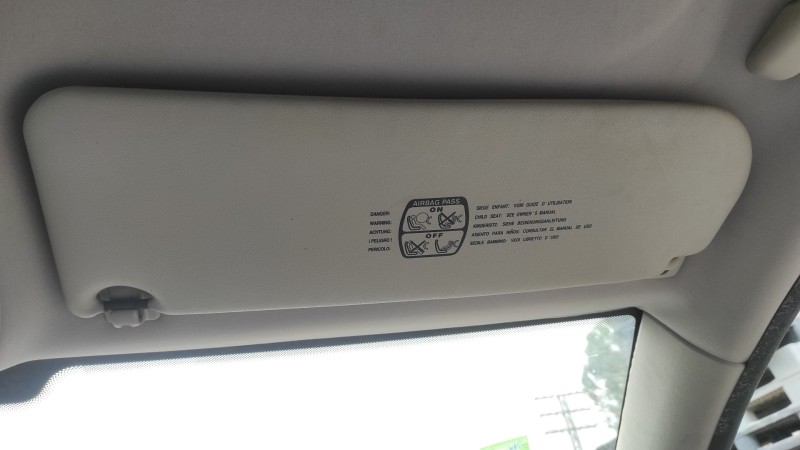 AIRBAG PASS
ON
OFF
DANGER:
WARNING:
ACHTUNG:
¡ PELIGRO !
PERICOLO:
SIEGE ENFANT: VOIR GUIDE D'UTILISATION
CHILD SEAT: SEE OWNER'S MANUAL
KINDERSITZ: SIEHE BEDIENUNGSANLEITUNG
ASIENTO PARA NIÑOS: CONSULTAR EL MANUAL DE USO
SEGGIOLINO BAMBINO: VEDI LIBRETTO D'USO